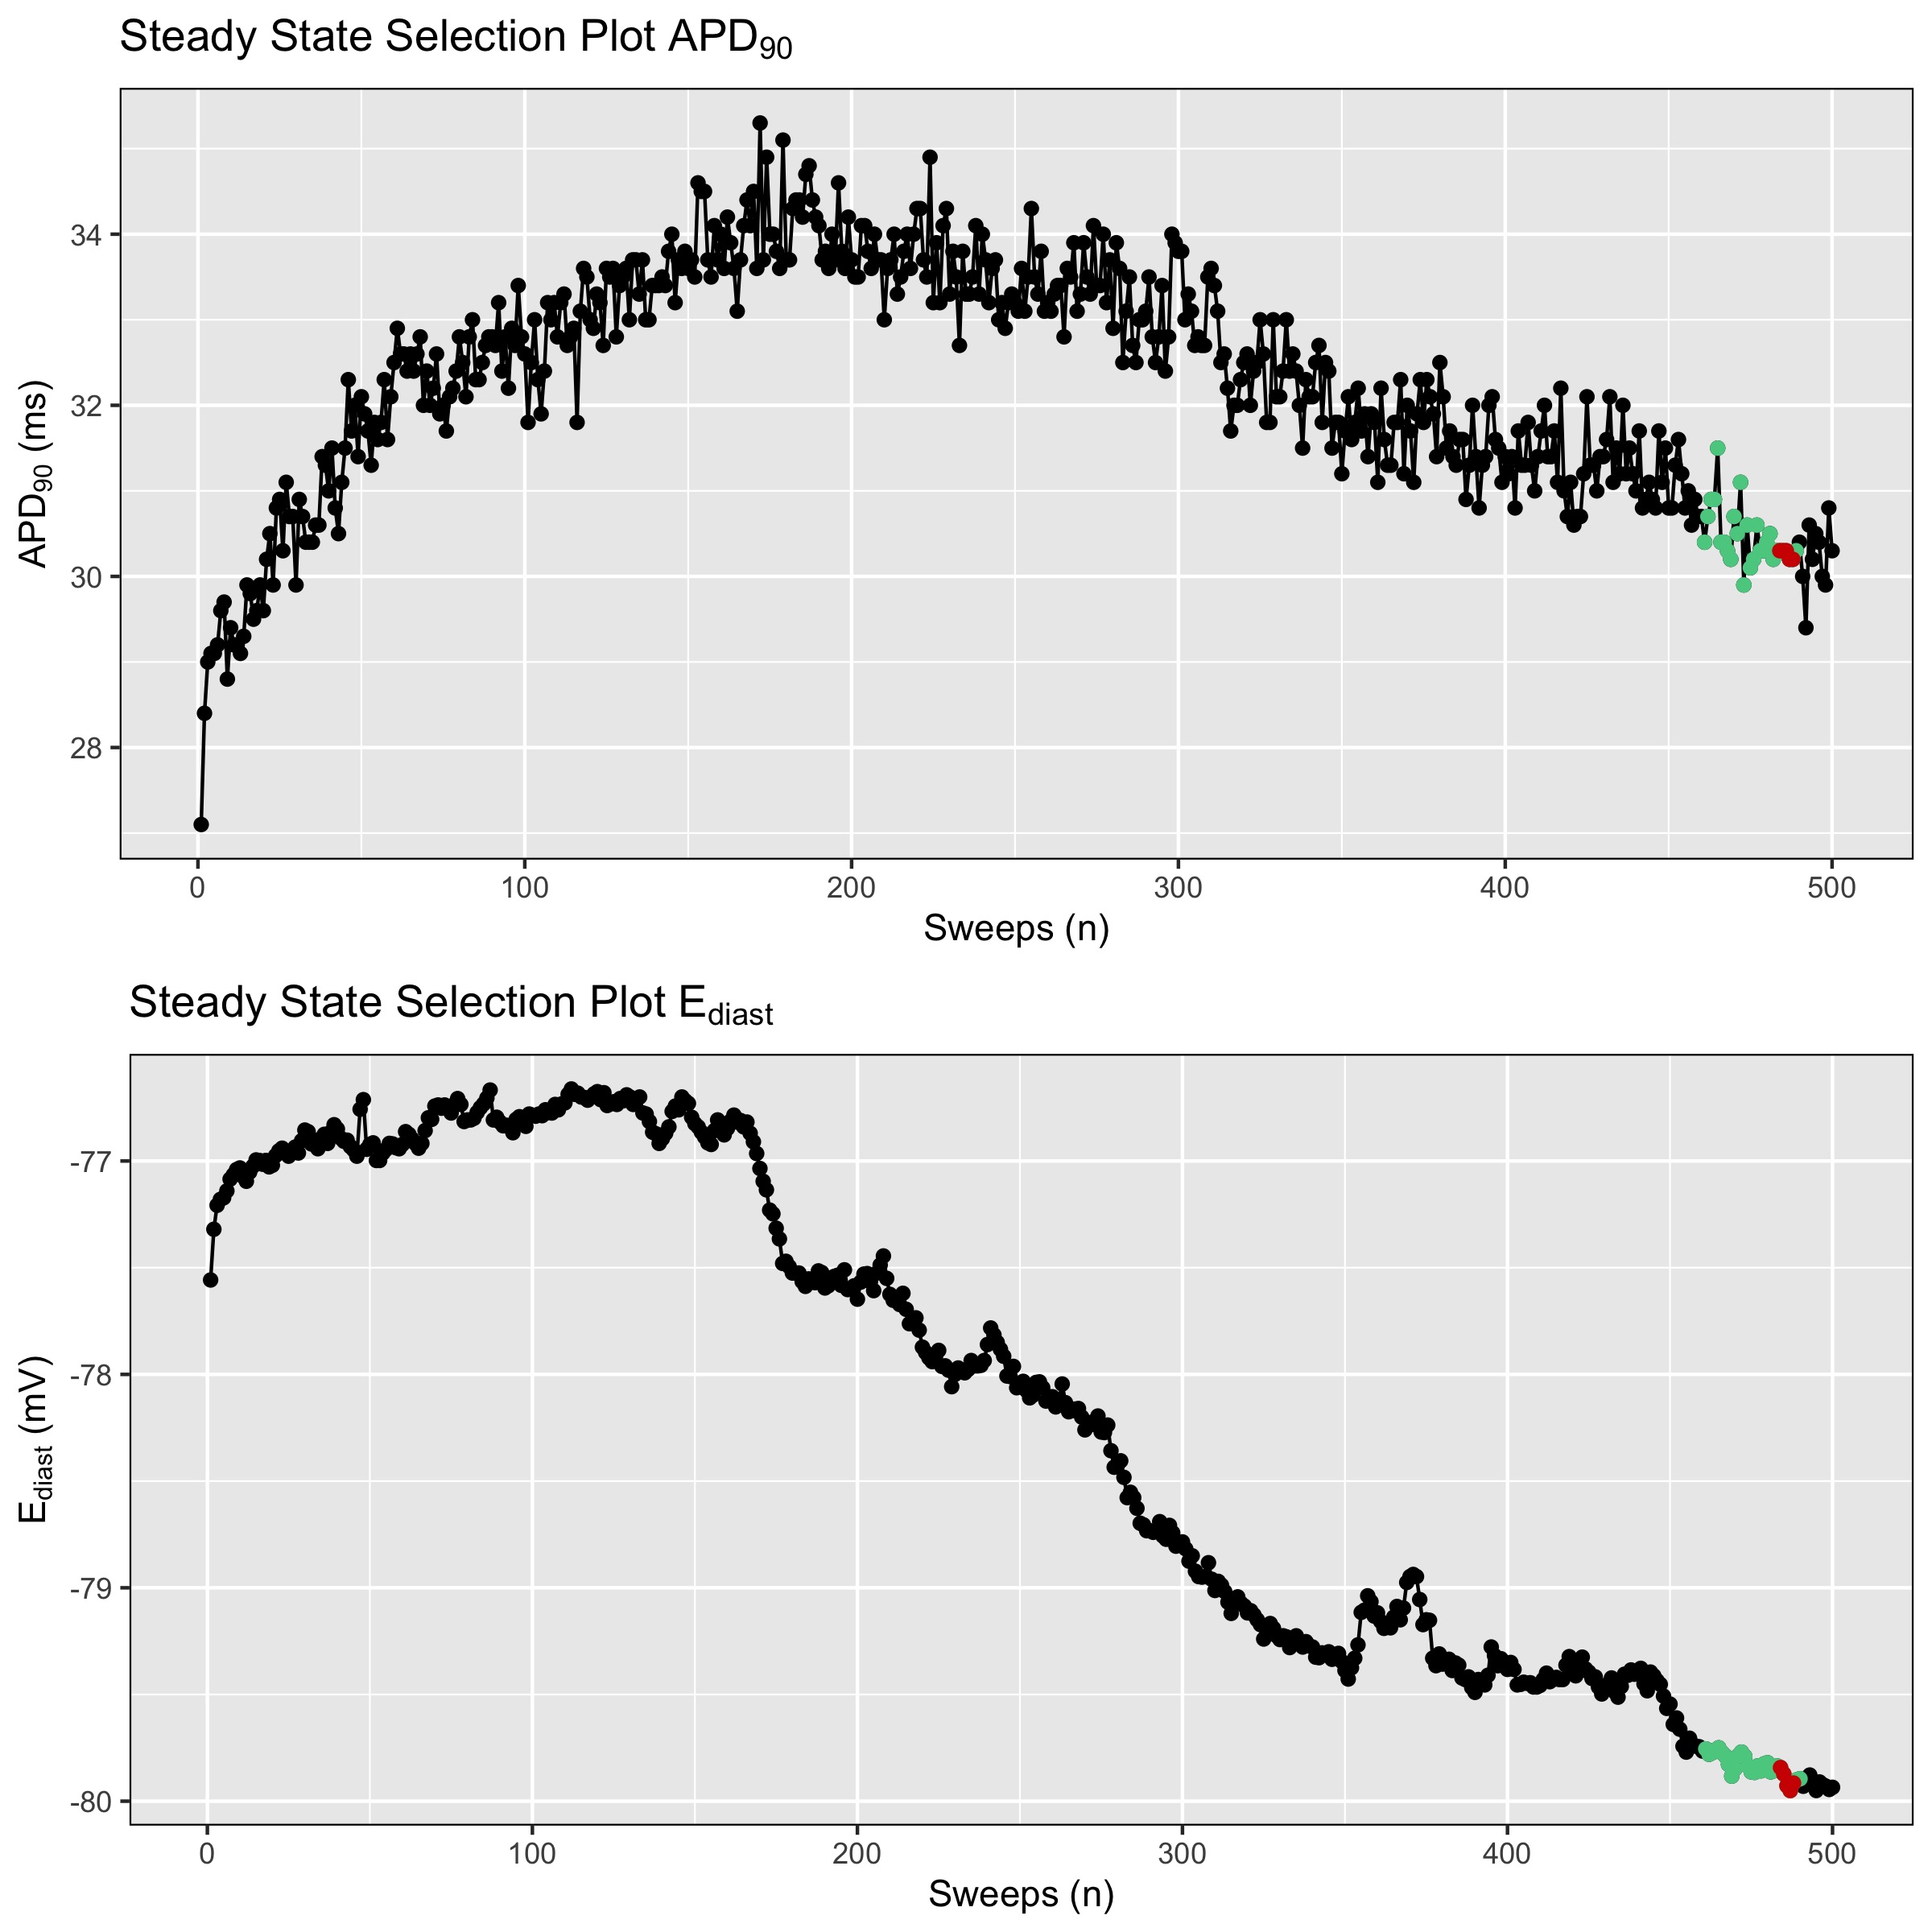 Steady State Selection Plot APD90
34
32
30
28
APD90 (ms)
0 100 200 300 400 500
Sweeps (n)
Steady State Selection Plot Ediast
-77
-78
-79
-80
Ediast (mV)
0 100 200 300 400 500
Sweeps (n)